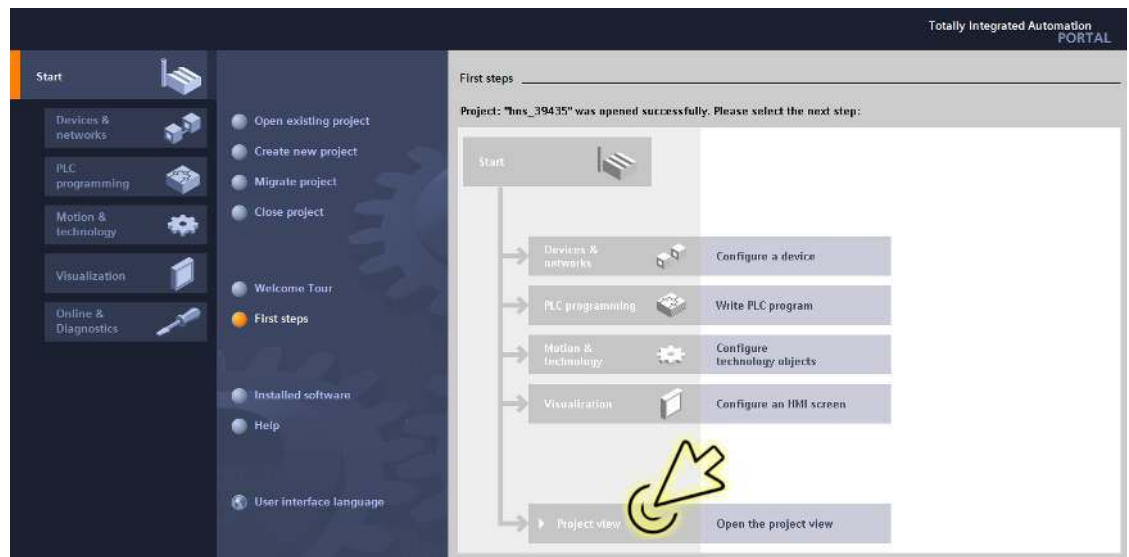 Totally Integrated Automation
PORTAL
Start
Devices &
networks
PLC
programming
Motion &
technology
Visualization
Online &
Diagnostics
Open existing project
Create new project
Migrate project
Close project
Welcome Tour
First steps
Installed software
Help
User interface language
First steps
Project: "hns_39435" was opened successfully. Please select the next step:
Start
Devices &
networks
Configure a device
PLC programming
Write PLC program
Motion &
technology
Configure
technology objects
Visualization
Configure an HMI screen
Project view
Open the project view